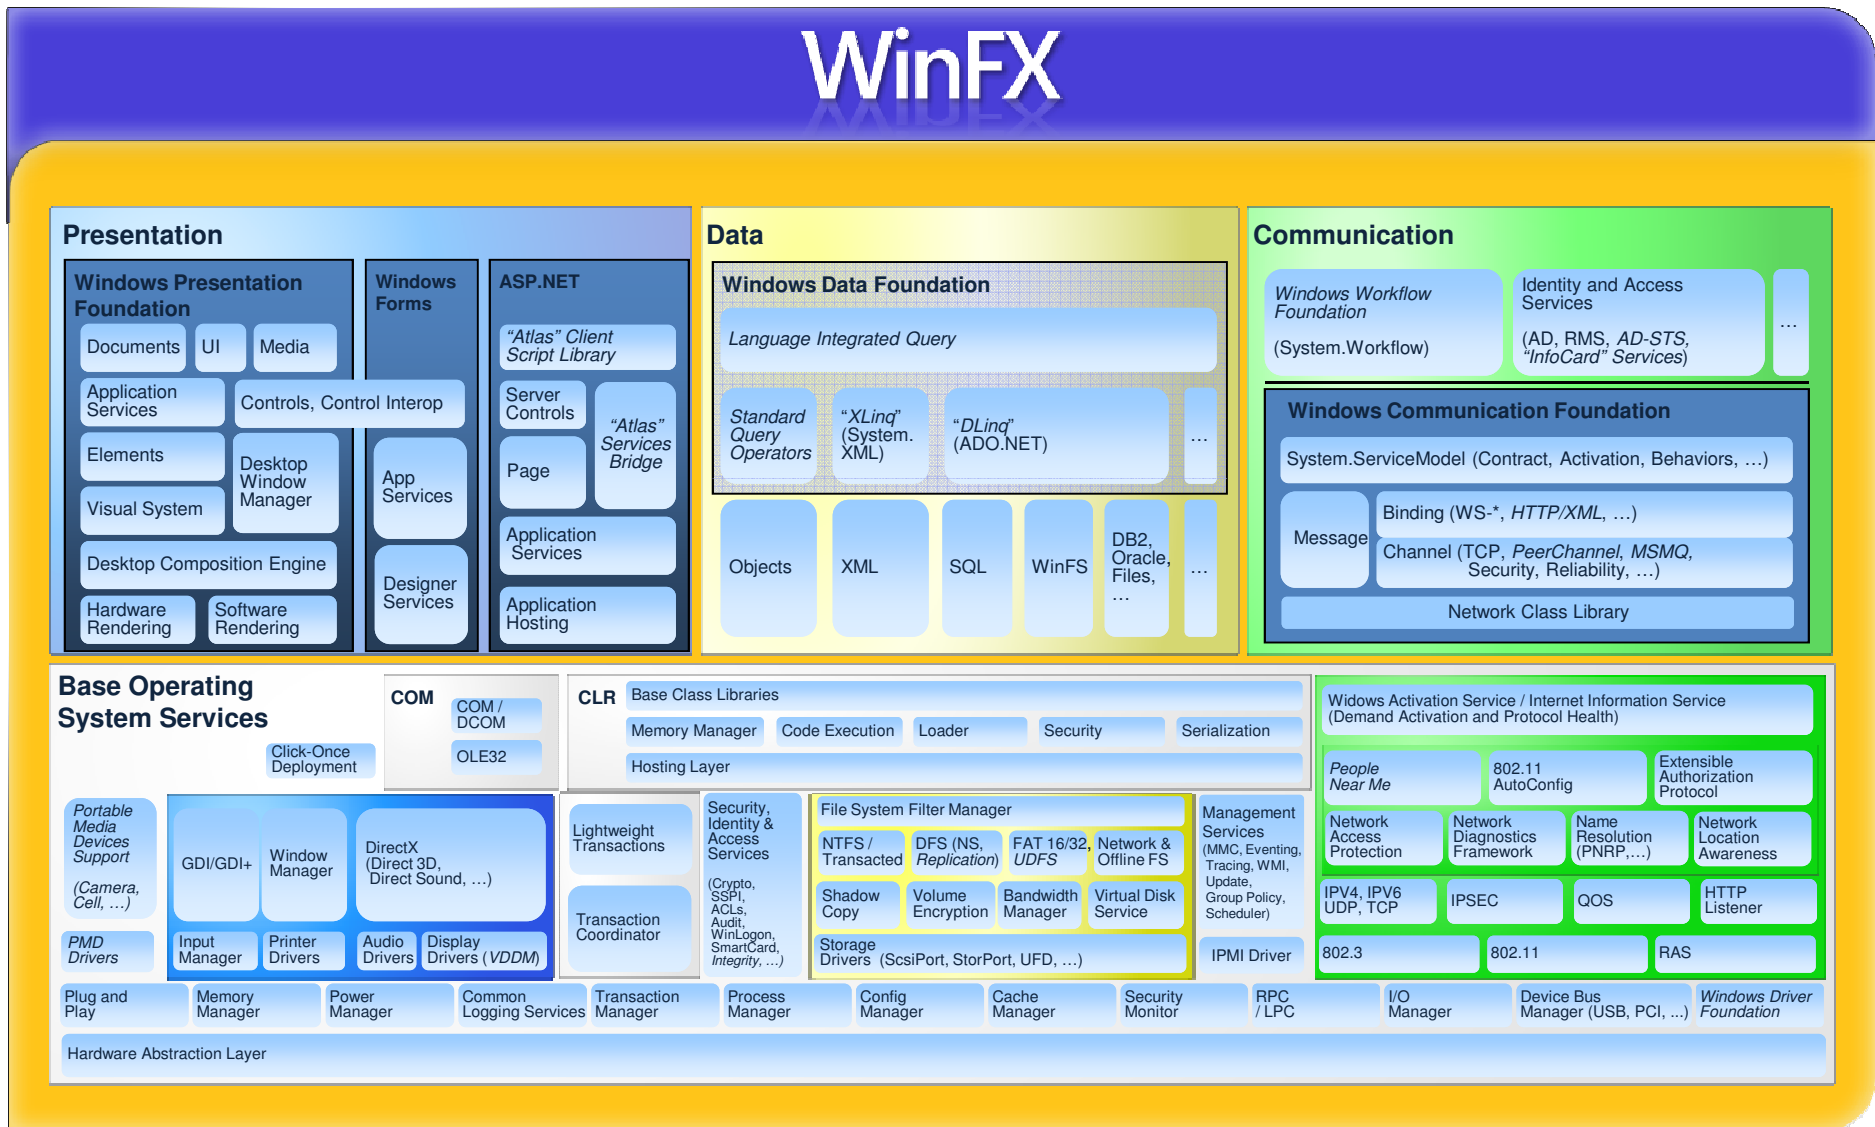 WinFX
Presentation
Windows Presentation
Foundation
Documents
UI
Media
Application
Services
Controls, Control Interop
Elements
Desktop
Window
Manager
Visual System
Desktop Composition Engine
Hardware
Rendering
Software
Rendering
Windows
Forms
App
Services
Designer
Services
ASP.NET
“Atlas” Client
Script Library
Server
Controls
“Atlas”
Services
Bridge
Page
Application
Services
Application
Hosting
Data
Windows Data Foundation
Language Integrated Query
Standard
Query
Operators
“XLinq”
(System.
XML)
“DLinq”
(ADO.NET)
...
Objects
XML
SQL
WinFS
DB2,
Oracle,
Files,
...
...
Communication
Windows Workflow
Foundation
(System.Workflow)
Identity and Access
Services
(AD, RMS, AD-STS,
“InfoCard” Services)
...
Windows Communication Foundation
System.ServiceModel (Contract, Activation, Behaviors, …)
Message
Binding (WS-*, HTTP/XML, …)
Channel (TCP, PeerChannel, MSMQ,
Security, Reliability, …)
Network Class Library
Base Operating
System Services
Click-Once
Deployment
COM
COM /
DCOM
OLE32
CLR
Base Class Libraries
Memory Manager
Code Execution
Loader
Security
Serialization
Hosting Layer
Widows Activation Service / Internet Information Service
(Demand Activation and Protocol Health)
People
Near Me
802.11
AutoConfig
Extensible
Authorization
Protocol
Network
Access
Protection
Network
Diagnostics
Framework
Name
Resolution
(PNRP,…)
Network
Location
Awareness
IPV4, IPV6
UDP, TCP
IPSEC
QOS
HTTP
Listener
802.3
802.11
RAS
Portable
Media
Devices
Support
(Camera,
Cell, …)
PMD
Drivers
GDI/GDI+
Window
Manager
DirectX
(Direct 3D,
Direct Sound, …)
Input
Manager
Printer
Drivers
Audio
Drivers
Display
Drivers (VDDM)
Lightweight
Transactions
Transaction
Coordinator
Security,
Identity &
Access
Services
(Crypto,
SSPI,
ACLs,
Audit,
WinLogon,
SmartCard,
Integrity, …)
File System Filter Manager
NTFS /
Transacted
DFS (NS,
Replication)
FAT 16/32,
UDFS
Network &
Offline FS
Shadow
Copy
Volume
Encryption
Bandwidth
Manager
Virtual Disk
Service
Storage
Drivers (ScsiPort, StorPort, UFD, …)
Management
Services
(MMC, Eventing,
Tracing, WMI,
Update,
Group Policy,
Scheduler)
IPMI Driver
Plug and
Play
Memory
Manager
Power
Manager
Common
Logging Services
Transaction
Manager
Process
Manager
Config
Manager
Cache
Manager
Security
Monitor
RPC
/ LPC
I/O
Manager
Device Bus
Manager (USB, PCI, ...)
Windows Driver
Foundation
Hardware Abstraction Layer